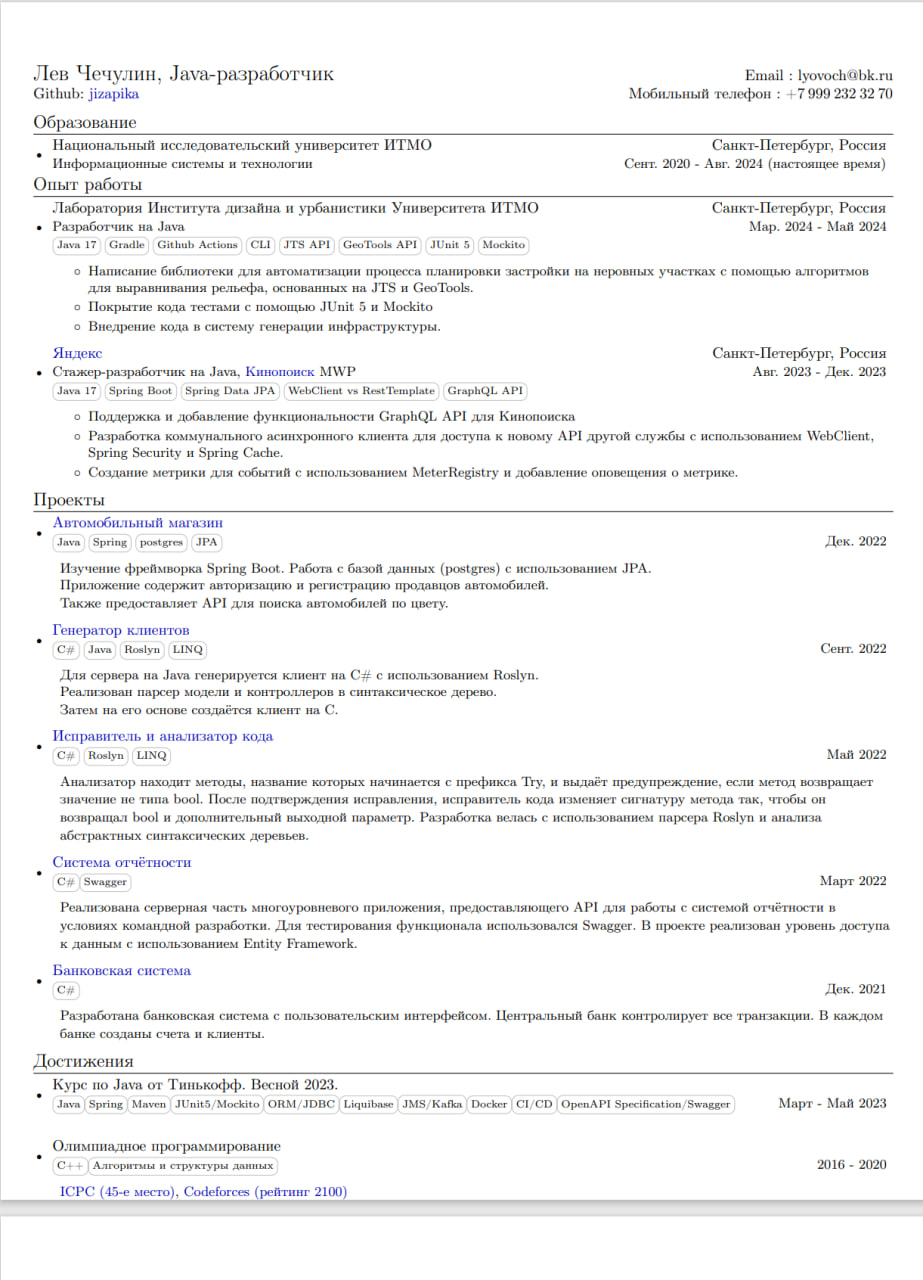 Лев Чечулин, Java-разработчик
Email : lyovoch@bk.ru
Github: jizapika
Мобильный телефон : +7 999 232 32 70
Образование
Национальный исследовательский университет ИТМО
Санкт-Петербург, Россия
Информационные системы и технологии
Сент. 2020 - Авг. 2024 (настоящее время)
Опыт работы
Лаборатория Института дизайна и урбанистики Университета ИТМО
Санкт-Петербург, Россия
Разработчик на Java
Мар. 2024 - Май 2024
Java 17 Gradle Github Actions CLI JTS API GeoTools API JUnit 5 Mockito
Написание библиотеки для автоматизации процесса планировки застройки на неровных участках с помощью алгоритмов
для выравнивания рельефа, основанных на JTS и GeoTools.
Покрытие кода тестами с помощью JUnit 5 и Mockito
Внедрение кода в систему генерации инфраструктуры.
Яндекс
Санкт-Петербург, Россия
Стажер-разработчик на Java, Кинопоиск MWP
Авг. 2023 - Дек. 2023
Java 17 Spring Boot Spring Data JPA WebClient vs RestTemplate GraphQL API
Поддержка и добавление функциональности GraphQL API для Кинопоиска
Разработка коммунального асинхронного клиента для доступа к новому API другой службы с использованием WebClient,
Spring Security и Spring Cache.
Создание метрики для событий с использованием MeterRegistry и добавление оповещения о метрике.
Проекты
Автомобильный магазин
Java Spring postgres JPA
Дек. 2022
Изучение фреймворка Spring Boot. Работа с базой данных (postgres) с использованием JPA.
Приложение содержит авторизацию и регистрацию продавцов автомобилей.
Также предоставляет API для поиска автомобилей по цвету.
Генератор клиентов
C# Java Roslyn LINQ
Сент. 2022
Для сервера на Java генерируется клиент на C# с использованием Roslyn.
Реализован парсер модели и контроллеров в синтаксическое дерево.
Затем на его основе создаётся клиент на C.
Исправитель и анализатор кода
C# Roslyn LINQ
Май 2022
Анализатор находит методы, название которых начинается с префикса Try, и выдаёт предупреждение, если метод возвращает
значение не типа bool. После подтверждения исправления, исправитель кода изменяет сигнатуру метода так, чтобы он
возвращал bool и дополнительный выходной параметр. Разработка велась с использованием парсера Roslyn и анализа
абстрактных синтаксических деревьев.
Система отчётности
C# Swagger
Март 2022
Реализована серверная часть многоуровневого приложения, предоставляющего API для работы с системой отчётности в
условиях командной разработки. Для тестирования функционала использовался Swagger. В проекте реализован уровень доступа
к данным с использованием Entity Framework.
Банковская система
C#
Дек. 2021
Разработана банковская система с пользовательским интерфейсом. Центральный банк контролирует все транзакции. В каждом
банке созданы счета и клиенты.
Достижения
Курс по Java от Тинькофф. Весной 2023.
Java Spring Maven JUnit5/Mockito ORM/JDBC Liquibase JMS/Kafka Docker CI/CD OpenAPI Specification/Swagger
Март - Май 2023
Олимпиадное программирование
C++ Алгоритмы и структуры данных
2016 - 2020
ICPC (45-е место), Codeforces (рейтинг 2100)